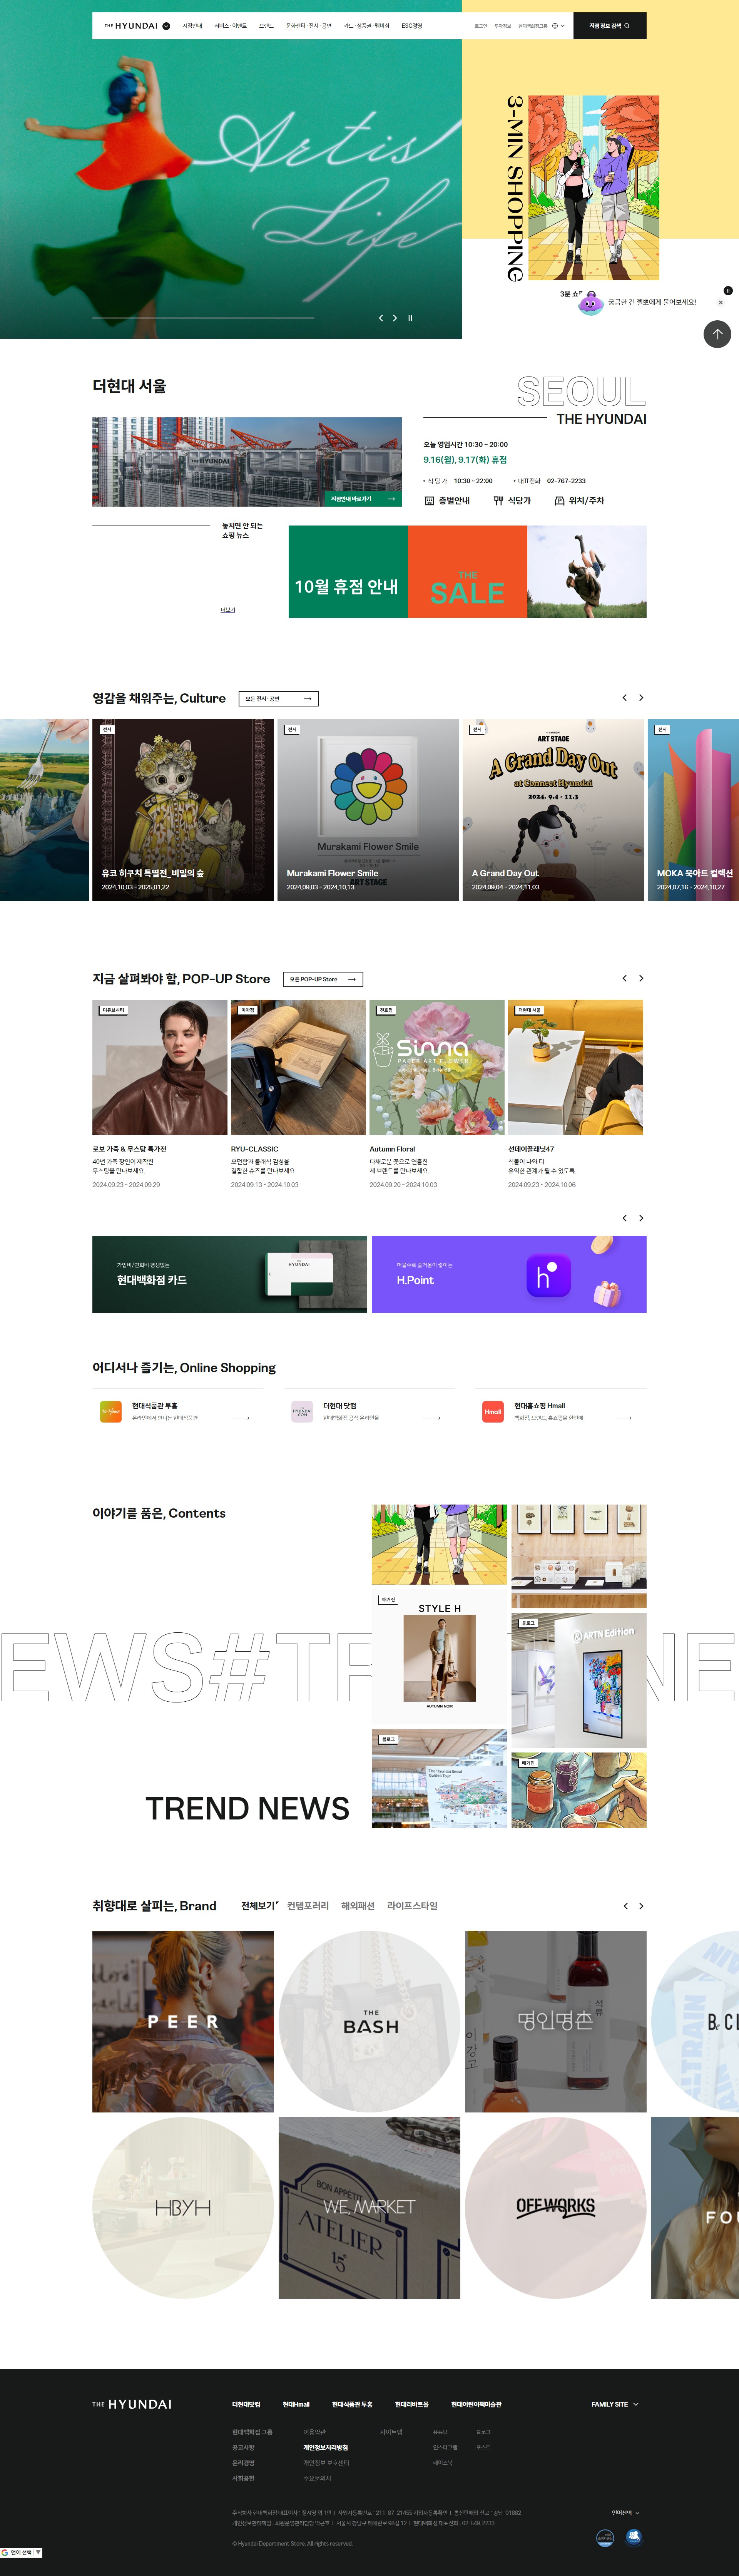 THE HYUNDAI
지점안내 서비스·이벤트 브랜드 문화센터·전시·공연 카드·상품권·멤버십 ESG경영
로그인 투자정보 현대백화점그룹
지점 정보 검색
Artis
Life
3-MIN SHOPPING
3분 쇼핑
궁금한 건 젤뽀에게 물어보세요!
더현대 서울
SEOUL
THE HYUNDAI
THE HYUNDAI
지점안내 바로가기
오늘 영업시간 10:30 ~ 20:00
9.16(월), 9.17(화) 휴점
식당가 10:30 ~ 22:00
대표전화 02-767-2233
층별안내 식당가 위치/주차
놓치면 안 되는
쇼핑 뉴스
더보기
10월 휴점 안내
THE
SALE
영감을 채워주는, Culture
모든 전시·공연
전시
유코 히구치 특별전_비밀의 숲
2024.10.03 ~ 2025.01.22
전시
Murakami Flower Smile
ART STAGE
Murakami Flower Smile
2024.09.03 ~ 2024.10.13
전시
ART STAGE
A Grand Day Out
at Connect Hyundai
2024. 9.4 - 11.3
A Grand Day Out
2024.09.04 ~ 2024.11.03
전시
MOKA 북아트 컬렉션
2024.07.16 ~ 2024.10.27
지금 살펴봐야 할, POP-UP Store
모든 POP-UP Store
디큐브시티
로보 가죽 & 무스탕 특가전
40년 가죽 장인이 제작한
무스탕을 만나보세요.
2024.09.23 ~ 2024.09.29
미아점
RYU-CLASSIC
모던함과 클래식 감성을
결합한 슈즈를 만나보세요
2024.09.13 ~ 2024.10.03
천호점
Sinna
PAPER ART FLOWER
Autumn Floral
다채로운 꽃으로 연출한
세 브랜드를 만나보세요.
2024.09.20 ~ 2024.10.03
더현대 서울
선데이플래닛47
식물이 나와 더
유익한 관계가 될 수 있도록.
2024.09.23 ~ 2024.10.06
가입비/연회비 평생없는
현대백화점 카드
HYUNDAI
머물수록 즐거움이 쌓이는
H.Point
h
어디서나 즐기는, Online Shopping
현대식품관 투홈
온라인에서 만나는 현대식품관
더현대 닷컴
현대백화점 공식 온라인몰
Hmall
현대홈쇼핑 Hmall
백화점, 브랜드, 홈쇼핑을 한번에
이야기를 품은, Contents
매거진
STYLE H
AUTUMN NOIR
블로그
The Hyundai Seoul
Guided Tour
블로그
ARTN Edition
매거진
EWS#TR NE
TREND NEWS
취향대로 살피는, Brand
전체보기 컨템포러리 해외패션 라이프스타일
PEER
THE
BASH
명인명촌
HBYH
BON APPETIT
ATELIER
15
WE, MARKET
OFFWORKS
FOU
THE HYUNDAI
더현대닷컴 현대Hmall 현대식품관 투홈 현대리바트몰 현대어린이책미술관
FAMILY SITE
현대백화점 그룹 이용약관 사이트맵 유튜브 블로그
공고사항 개인정보처리방침 인스타그램 포스트
윤리경영 개인정보 보호센터 페이스북
사회공헌 주요문의처
주식회사 현대백화점 대표이사 : 정지영 외 1인 | 사업자등록번호 : 211-87-21455 사업자등록확인 | 통신판매업 신고 : 강남-01882
개인정보관리책임 : 회원운영관리담당 박근호 | 서울시 강남구 테헤란로 98길 12 | 현대백화점 대표전화 : 02. 549. 2233
언어선택
© Hyundai Department Store. All rights reserved.
언어 선택